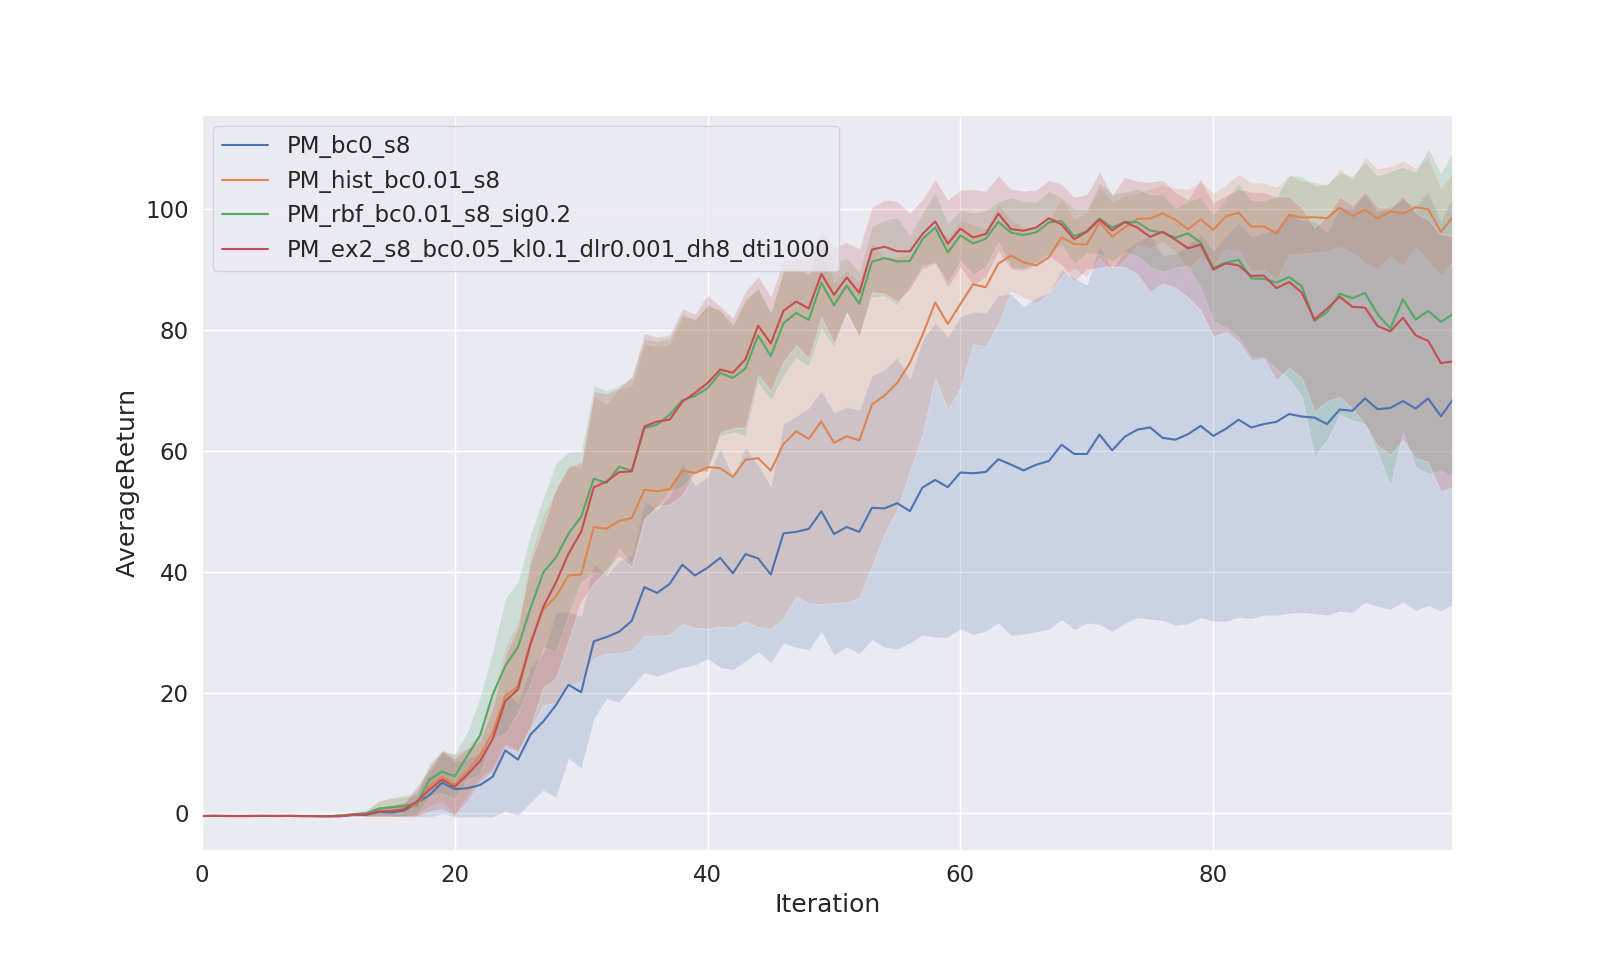 PM_bc0_s8
PM_hist_bc0.01_s8
PM_rbf_bc0.01_s8_sig0.2
PM_ex2_s8_bc0.05_kl0.1_dlr0.001_dh8_dti1000
100
80
60
40
20
0
AverageReturn
0 20 40 60 80
Iteration